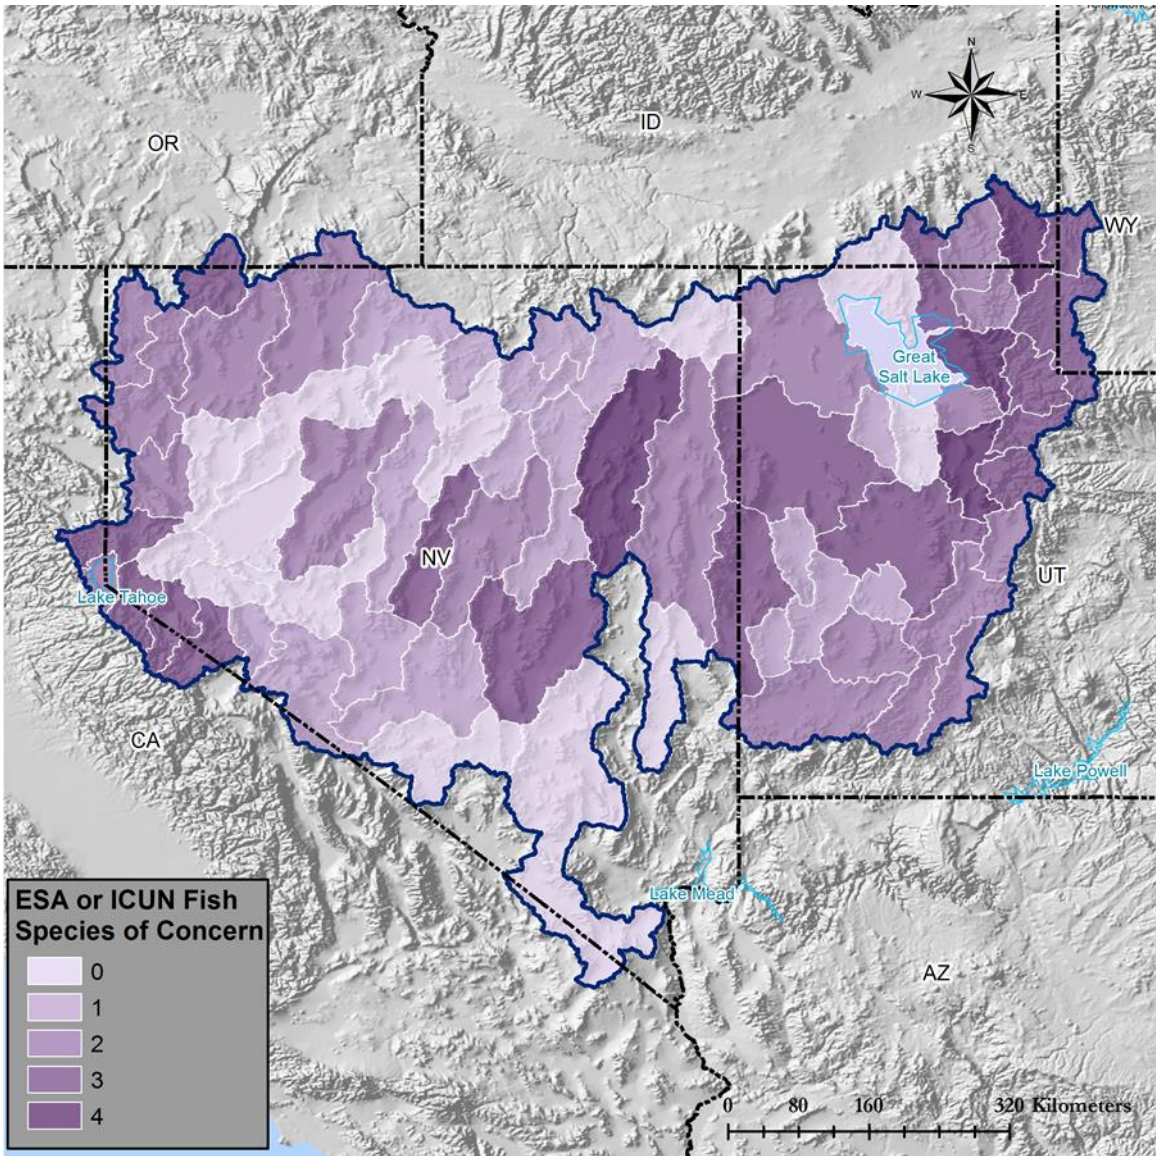 N
W
E
S
ID
OR
WY
Great
Salt Lake
NV
UT
Lake Tahoe
CA
Lake Powell
Lake Mead
AZ
ESA or ICUN Fish
Species of Concern
0
1
2
3
4
0 80 160 320 Kilometers